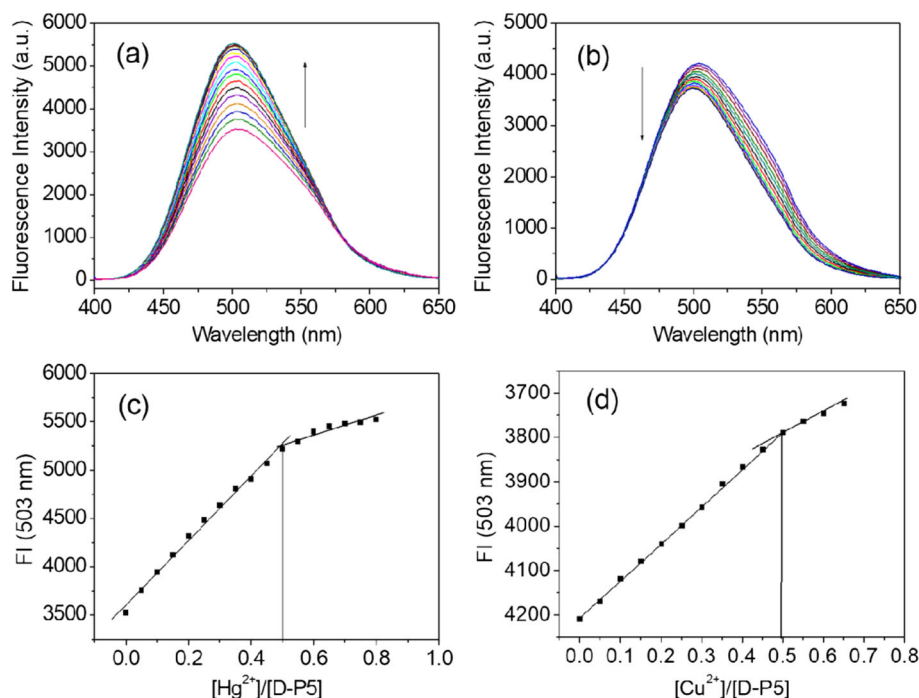 (a)
Fluorescence Intensity (a.u.)
6000
5000
4000
3000
2000
1000
0
400 450 500 550 600 650
Wavelength (nm)
(b)
Fluorescence Intensity (a.u.)
5000
4000
3000
2000
1000
0
400 450 500 550 600 650
Wavelength (nm)
(c)
FI (503 nm)
6000
5500
5000
4500
4000
3500
0.0 0.2 0.4 0.6 0.8 1.0
[Hg²⁺]/[D-P5]
(d)
FI (503 nm)
3700
3800
3900
4000
4100
4200
0.0 0.1 0.2 0.3 0.4 0.5 0.6 0.7 0.8
[Cu²⁺]/[D-P5]